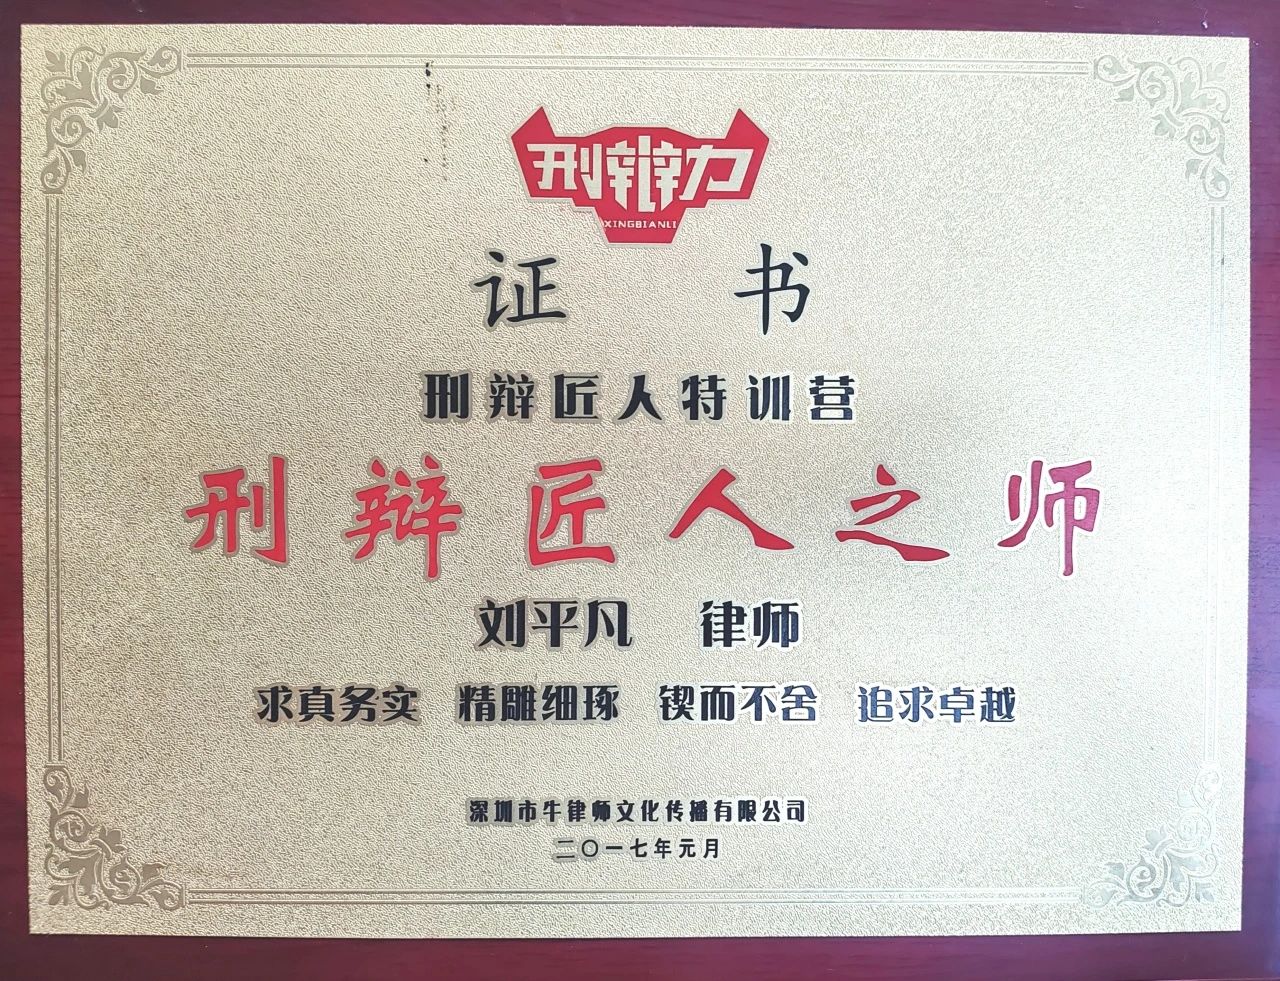 刑辩力
XINGBIANLI
证 书
刑辩匠人特训营
刑辩匠人之师
刘平凡 律师
求真务实 精雕细琢 锲而不舍 追求卓越
深圳市牛律师文化传播有限公司
二〇一七年元月